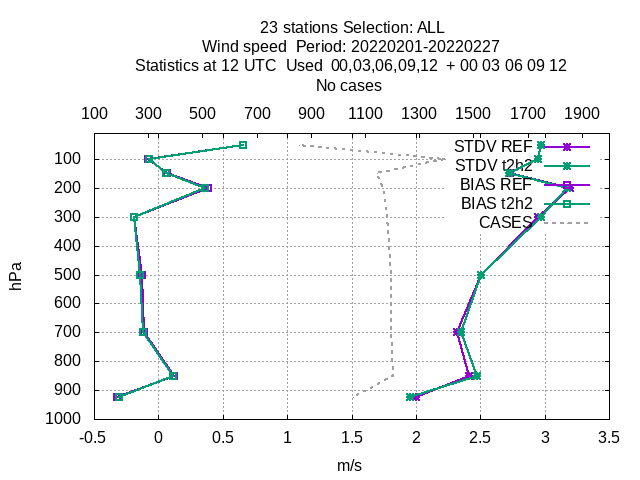 23 stations Selection: ALL
Wind speed  Period: 20220201-20220227
Statistics at 12 UTC  Used  00,03,06,09,12  + 00 03 06 09 12
No cases
100 300 500 700 900 1100 1300 1500 1700 1900
STDV REF
STDV t2h2
BIAS REF
BIAS t2h2
CASES
100
200
300
400
500
600
700
800
900
1000
hPa
-0.5 0 0.5 1 1.5 2 2.5 3 3.5
m/s